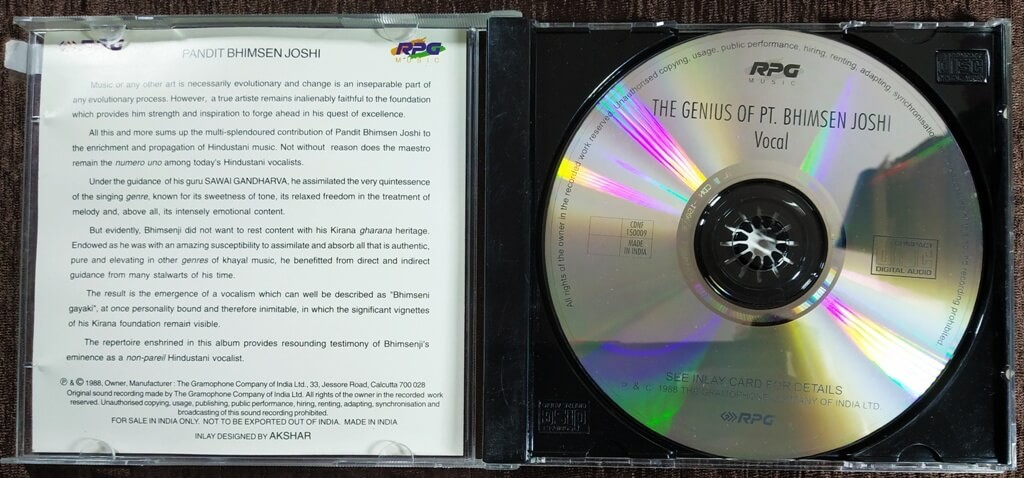 RPG
PANDIT BHIMSEN JOSHI
RPG
MUSIC
Music or any other art is necessarily evolutionary and change is an inseparable part of
any evolutionary process. However, a true artiste remains inalienably faithful to the foundation
which provides him strength and inspiration to forge ahead in his quest of excellence.
All this and more sums up the multi-splendoured contribution of Pandit Bhimsen Joshi to
the enrichment and propagation of Hindustani music. Not without reason does the maestro
remain the numero uno among today's Hindustani vocalists.
Under the guidance of his guru SAWAI GANDHARVA, he assimilated the very quintessence
of the singing genre, known for its sweetness of tone, its relaxed freedom in the treatment of
melody and, above all, its intensely emotional content.
But evidently, Bhimsenji did not want to rest content with his Kirana gharana heritage.
Endowed as he was with an amazing susceptibility to assimilate and absorb all that is authentic,
pure and elevating in other genres of khayal music, he benefitted from direct and indirect
guidance from many stalwarts of his time.
The result is the emergence of a vocalism which can well be described as "Bhimseni
gayaki", at once personality bound and therefore inimitable, in which the significant vignettes
of his Kirana foundation remain visible.
The repertoire enshrined in this album provides resounding testimony of Bhimsenji's
eminence as a non-pareil Hindustani vocalist.
℗ & © 1988, Owner, Manufacturer : The Gramophone Company of India Ltd., 33, Jessore Road, Calcutta 700 028
Original sound recording made by The Gramophone Company of India Ltd. All rights of the owner in the recorded work
reserved. Unauthorised copying, usage, publishing, public performance, hiring, renting, adapting, synchronisation and
broadcasting of this sound recording prohibited.
FOR SALE IN INDIA ONLY. NOT TO BE EXPORTED OUT OF INDIA. MADE IN INDIA
INLAY DESIGNED BY AKSHAR
All rights of the owner in the recorded work reserved. Unauthorised copying, usage, public performance, hiring, renting, adapting, synchronisation
recording prohibited
RPG
MUSIC
THE GENIUS OF PT. BHIMSEN JOSHI
Vocal
CDNF
150009
MADE
IN INDIA
COMPACT
DIGITAL AUDIO
SEE INLAY CARD FOR DETAILS
P & C 1988 THE GRAMOPHONE COMPANY OF INDIA LTD.
RPG